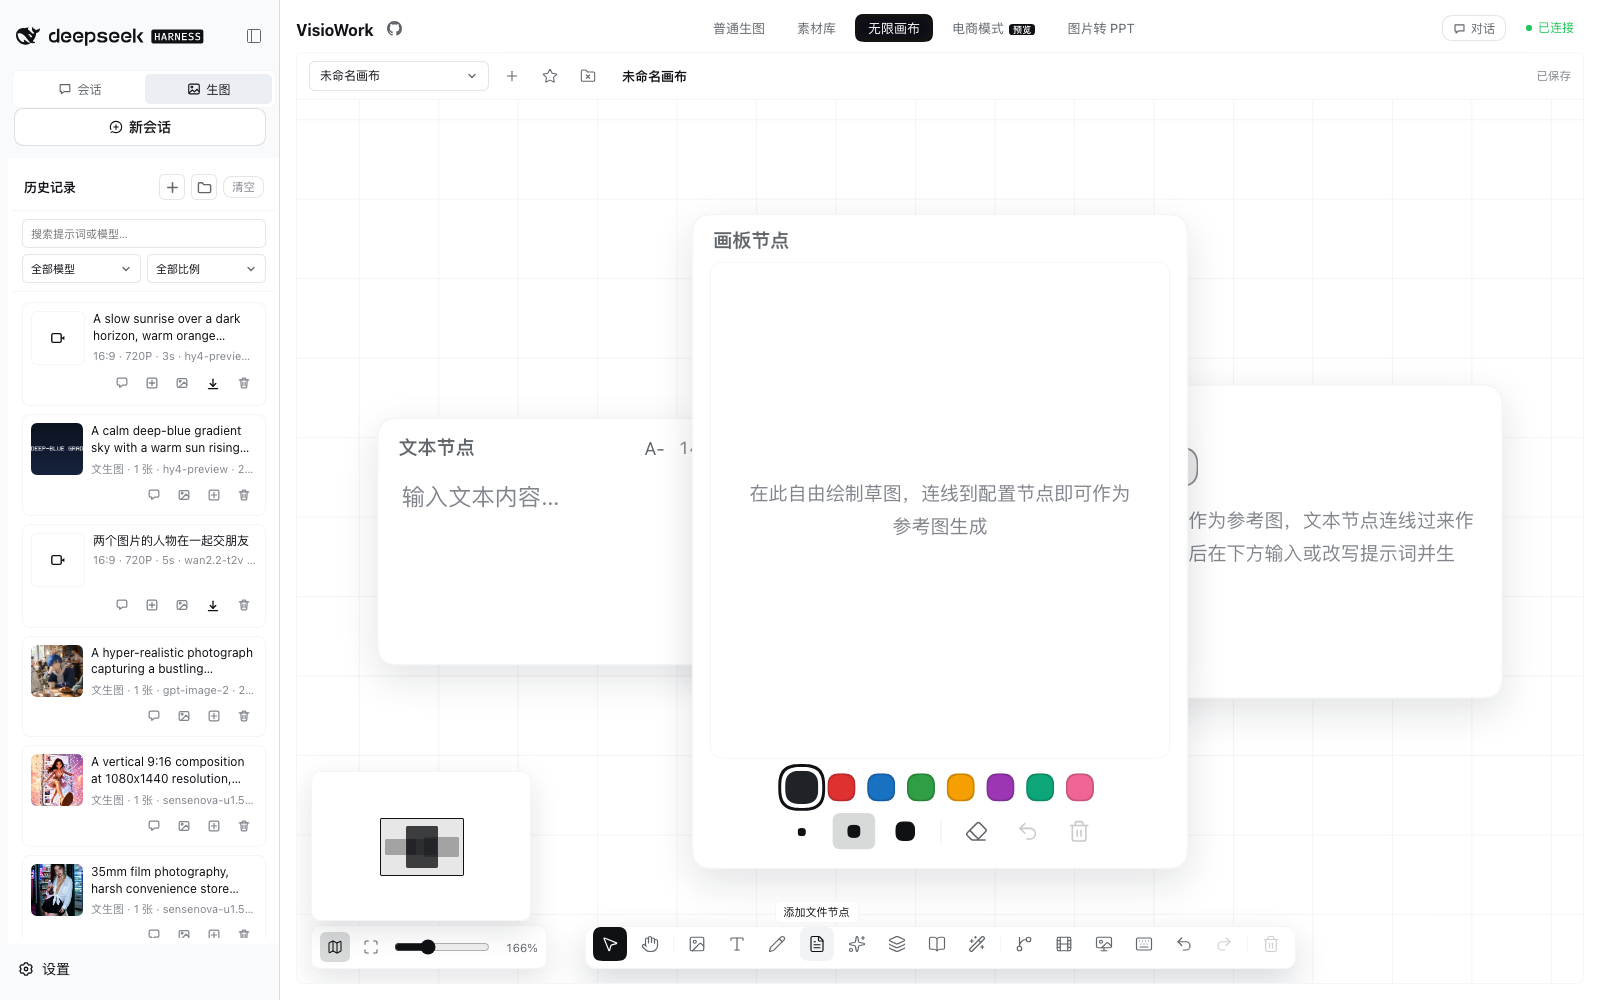 deepseek HARNESS
会话
生图
新会话
历史记录
清空
搜索提示词或模型...
全部模型
全部比例
A slow sunrise over a dark
horizon, warm orange...
16:9 · 720P · 3s · hy4-previe...
A calm deep-blue gradient
sky with a warm sun rising...
文生图 · 1 张 · hy4-preview · 2...
DEEP-BLUE GRAD
两个图片的人物在一起交朋友
16:9 · 720P · 5s · wan2.2-t2v ...
A hyper-realistic photograph
capturing a bustling...
文生图 · 1 张 · gpt-image-2 · 2...
A vertical 9:16 composition
at 1080x1440 resolution,...
文生图 · 1 张 · sensenova-u1.5...
35mm film photography,
harsh convenience store...
文生图 · 1 张 · sensenova-u1.5...
设置
VisioWork
普通生图
素材库
无限画布
电商模式 预览
图片转 PPT
对话
已连接
未命名画布
未命名画布
已保存
文本节点
A- 14
输入文本内容...
画板节点
在此自由绘制草图，连线到配置节点即可作为
参考图生成
作为参考图，文本节点连线过来作
后在下方输入或改写提示词并生
添加文件节点
166%